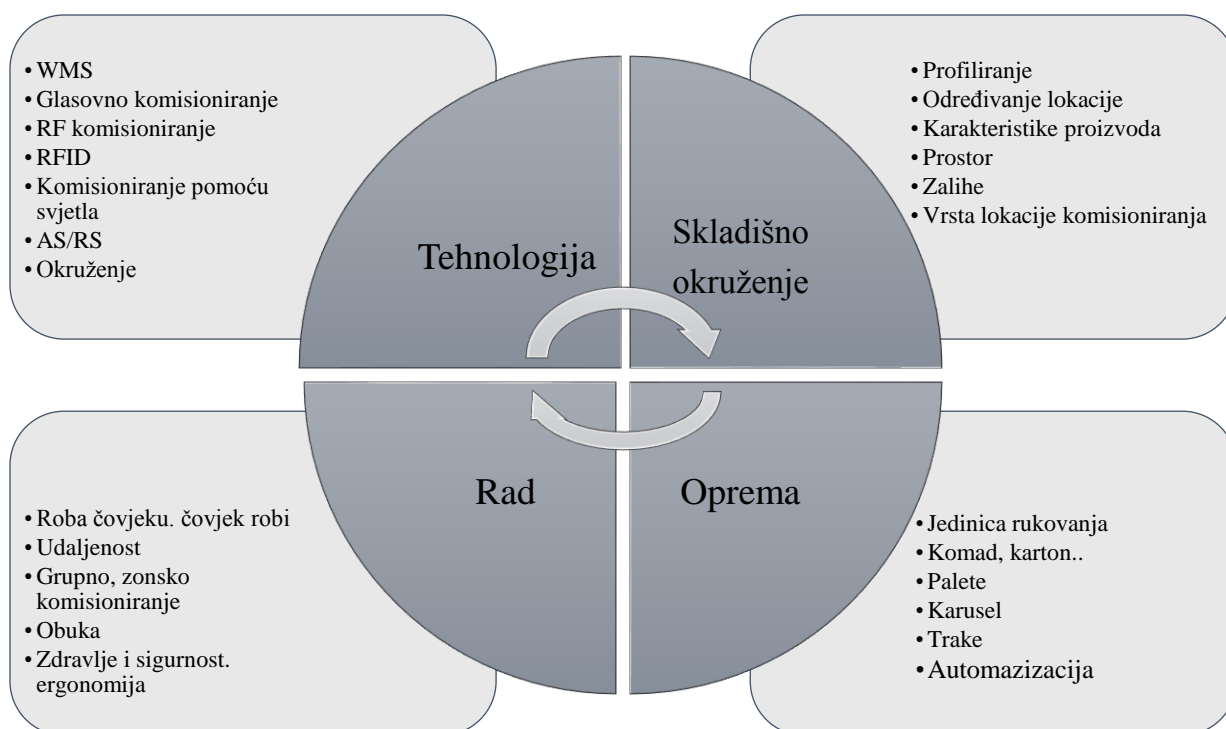 • WMS
• Glasovno komisioniranje
• RF komisioniranje
• RFID
• Komisioniranje pomoću
svjetla
• AS/RS
• Okruženje
Tehnologija
• Profiliranje
• Određivanje lokacije
• Karakteristike proizvoda
• Prostor
• Zalihe
• Vrsta lokacije komisioniranja
Skladišno
okruženje
• Roba čovjeku. čovjek robi
• Udaljenost
• Grupno, zonsko
komisioniranje
• Obuka
• Zdravlje i sigurnost.
ergonomija
Rad
Oprema
• Jedinica rukovanja
• Komad, karton..
• Palete
• Karusel
• Trake
• Automazizacija